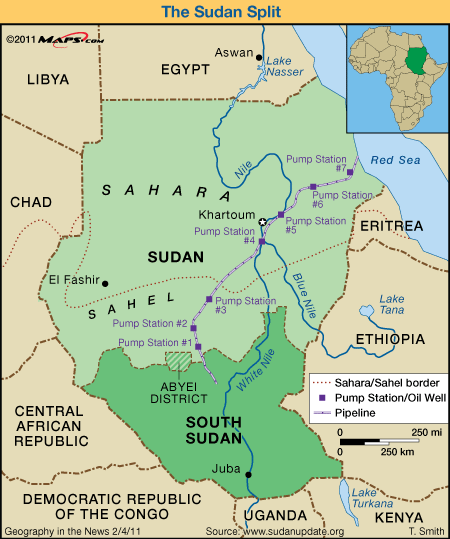 The Sudan Split
©2011 MAPS.COM
Aswan
Lake
Nasser
EGYPT
LIBYA
Red Sea
Nile
Pump Station
#7
Pump Station
#6
SAHARA
CHAD
Khartoum
Pump Station
#5
Pump Station
#4
ERITREA
SUDAN
El Fashir
SAHEL
Pump Station
#3
Blue Nile
Lake
Tana
Pump Station #2
Pump Station #1
ETHIOPIA
ABYEI
DISTRICT
White Nile
Sahara/Sahel border
Pump Station/Oil Well
Pipeline
CENTRAL
AFRICAN
REPUBLIC
SOUTH
SUDAN
0 250 mi
0 250 km
Juba
DEMOCRATIC REPUBLIC
OF THE CONGO
UGANDA
Lake
Turkana
KENYA
Geography in the News 2/4/11
Source: www.sudanupdate.org
T. Smith